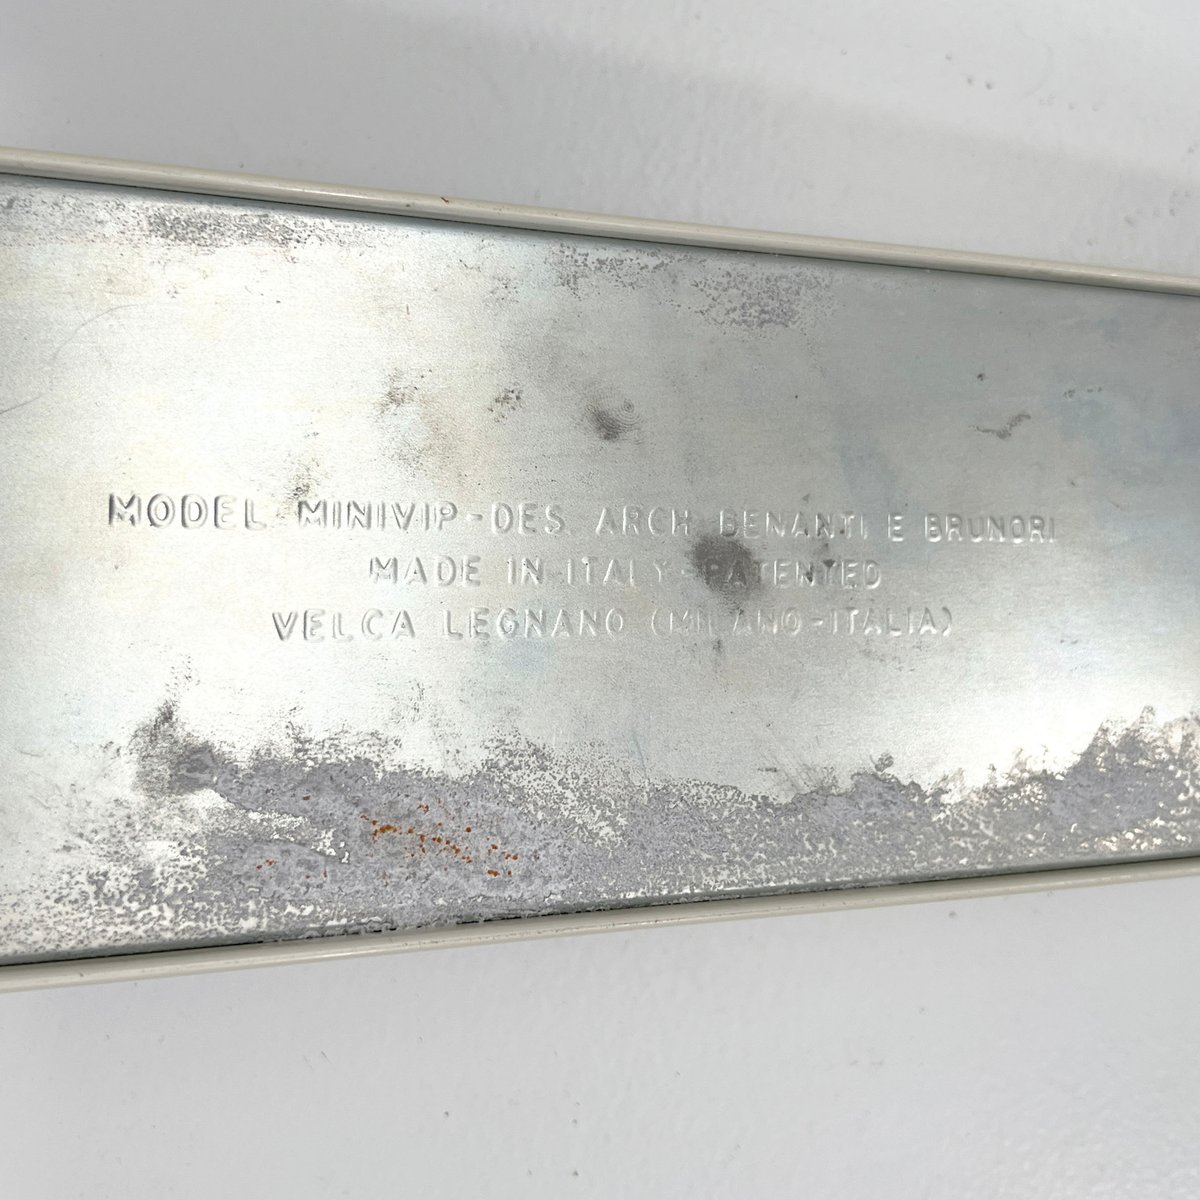 MODEL MINIVIP-DES ARCH BENANTI E BRUNORI
MADE IN ITALY-PATENTED
VELCA LEGNANO (MILANO-ITALIA)